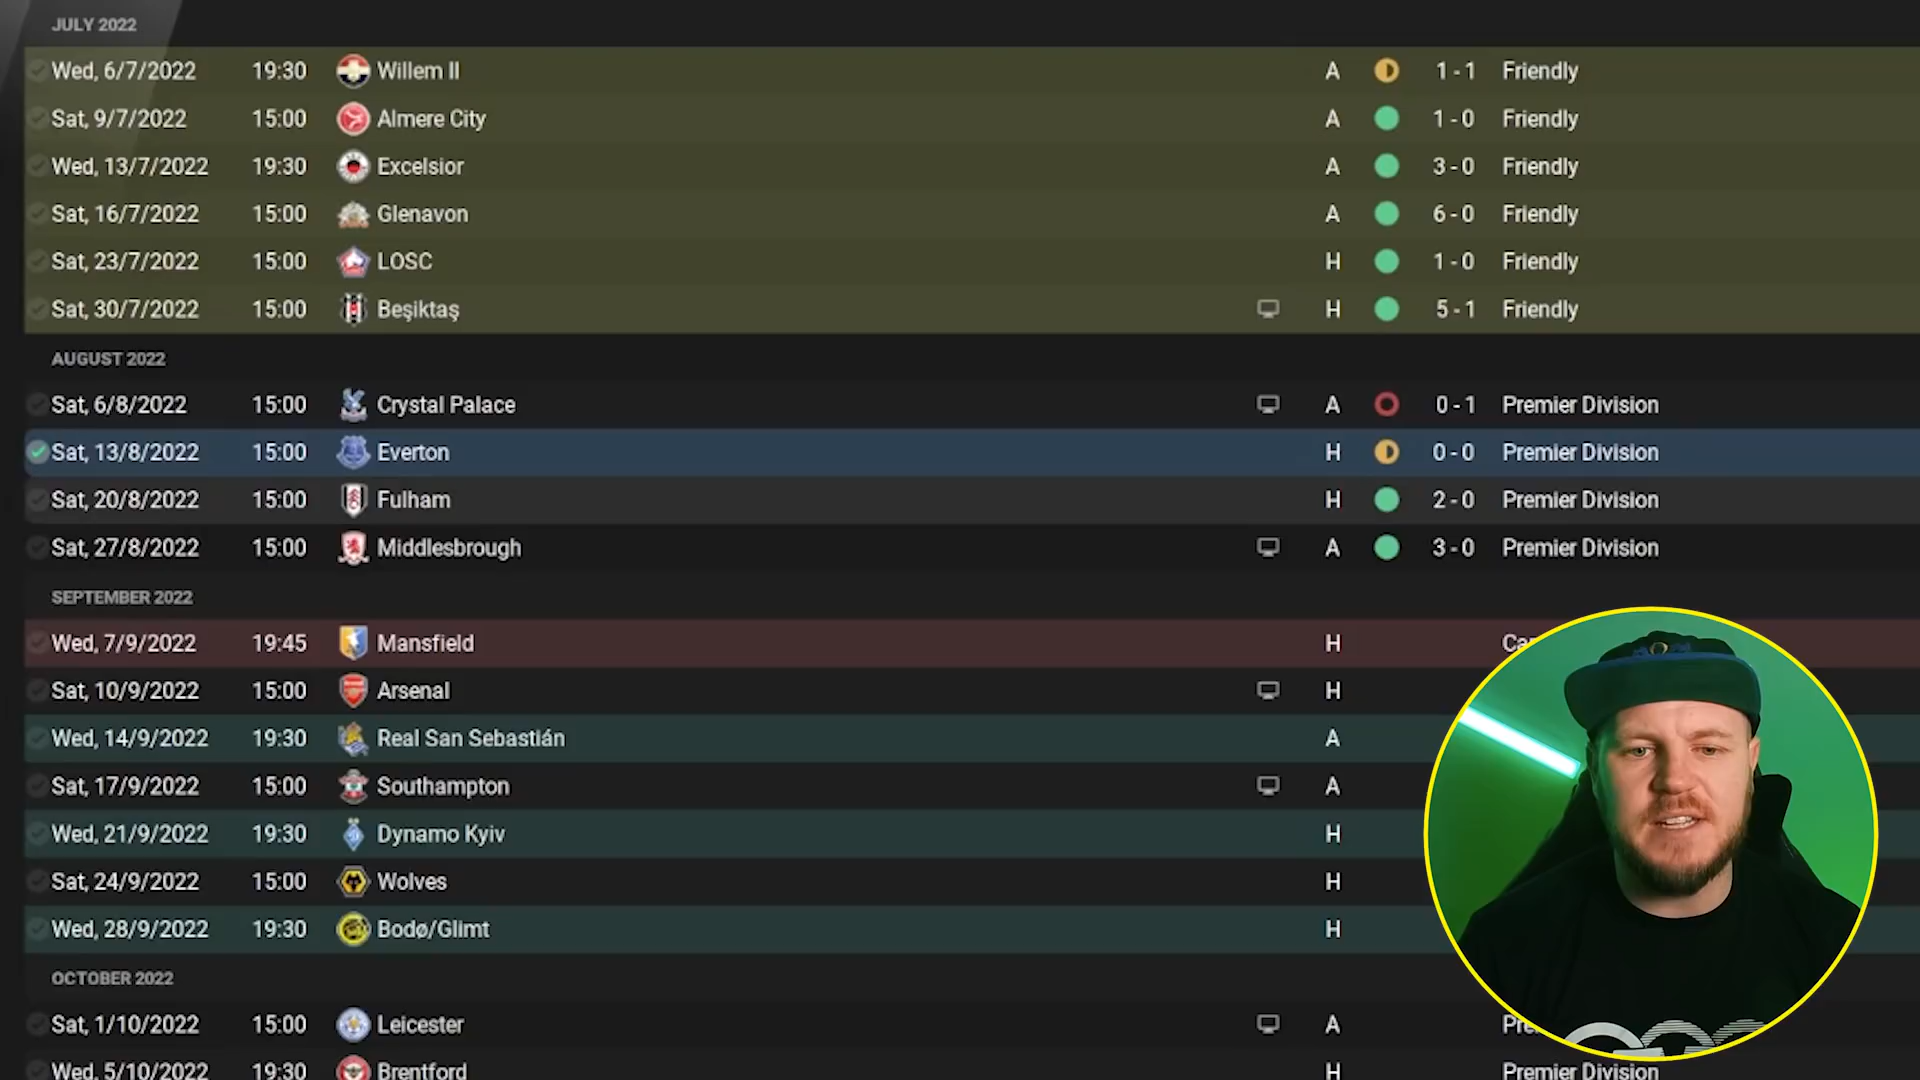 JULY 2022
Wed, 6/7/2022 19:30 Willem II A 1 - 1 Friendly
Sat, 9/7/2022 15:00 Almere City A 1 - 0 Friendly
Wed, 13/7/2022 19:30 Excelsior A 3 - 0 Friendly
Sat, 16/7/2022 15:00 Glenavon A 6 - 0 Friendly
Sat, 23/7/2022 15:00 LOSC H 1 - 0 Friendly
Sat, 30/7/2022 15:00 Beşiktaş H 5 - 1 Friendly
AUGUST 2022
Sat, 6/8/2022 15:00 Crystal Palace A 0 - 1 Premier Division
Sat, 13/8/2022 15:00 Everton H 0 - 0 Premier Division
Sat, 20/8/2022 15:00 Fulham H 2 - 0 Premier Division
Sat, 27/8/2022 15:00 Middlesbrough A 3 - 0 Premier Division
SEPTEMBER 2022
Wed, 7/9/2022 19:45 Mansfield H
Sat, 10/9/2022 15:00 Arsenal H
Wed, 14/9/2022 19:30 Real San Sebastián A
Sat, 17/9/2022 15:00 Southampton A
Wed, 21/9/2022 19:30 Dynamo Kyiv H
Sat, 24/9/2022 15:00 Wolves H
Wed, 28/9/2022 19:30 Bodø/Glimt H
OCTOBER 2022
Sat, 1/10/2022 15:00 Leicester A
Wed, 5/10/2022 19:30 Brentford H Premier Division